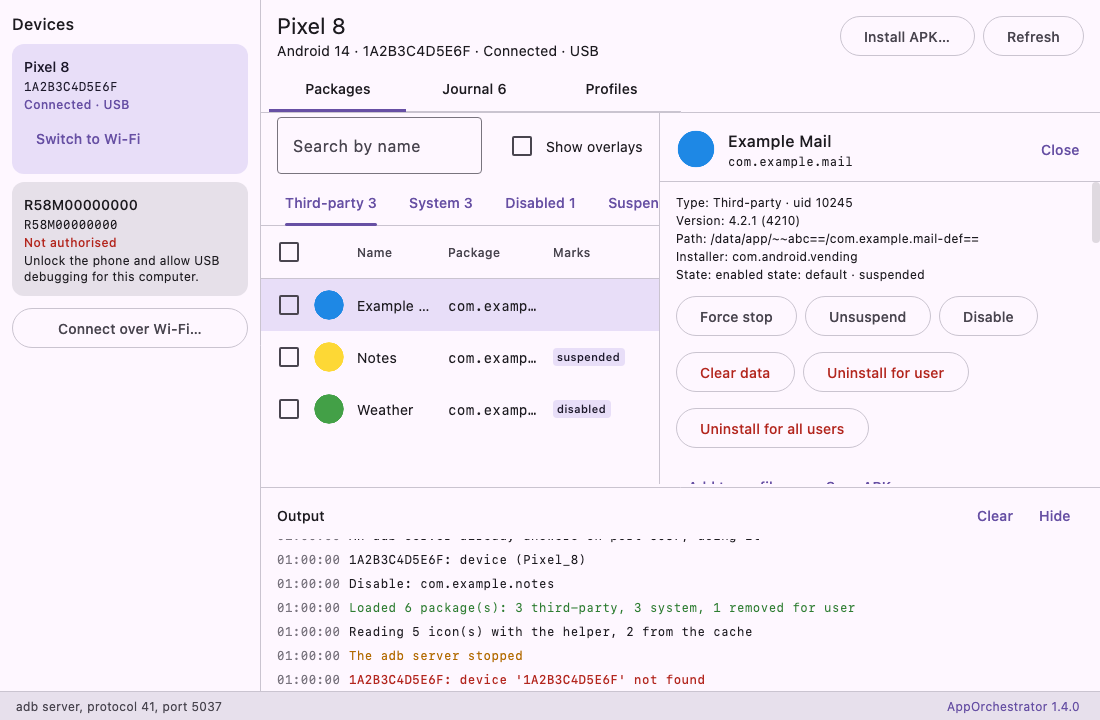 Devices
Pixel 8
1A2B3C4D5E6F
Connected · USB
Switch to Wi-Fi
R58M00000000
R58M00000000
Not authorised
Unlock the phone and allow USB
debugging for this computer.
Connect over Wi-Fi…
Pixel 8
Android 14 · 1A2B3C4D5E6F · Connected · USB
Install APK…
Refresh
Packages
Journal 6
Profiles
Search by name
Show overlays
Third-party 3
System 3
Disabled 1
Suspen
Name
Package
Marks
Example …
com.examp…
Notes
com.examp…
suspended
Weather
com.examp…
disabled
Example Mail
com.example.mail
Close
Type: Third-party · uid 10245
Version: 4.2.1 (4210)
Path: /data/app/~~abc==/com.example.mail-def==
Installer: com.android.vending
State: enabled state: default · suspended
Force stop
Unsuspend
Disable
Clear data
Uninstall for user
Uninstall for all users
Output
Clear
Hide
01:00:00 1A2B3C4D5E6F: device (Pixel_8)
01:00:00 Disable: com.example.notes
01:00:00 Loaded 6 package(s): 3 third-party, 3 system, 1 removed for user
01:00:00 Reading 5 icon(s) with the helper, 2 from the cache
01:00:00 The adb server stopped
01:00:00 1A2B3C4D5E6F: device '1A2B3C4D5E6F' not found
adb server, protocol 41, port 5037
AppOrchestrator 1.4.0